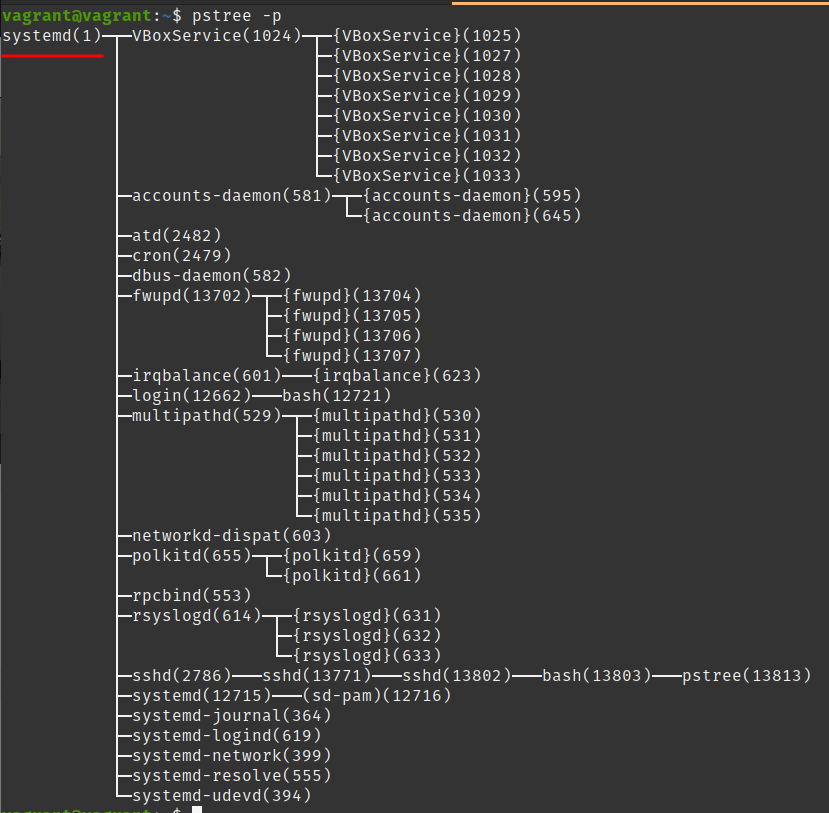 vagrant@vagrant:~$ pstree -p
systemd(1)─┬─VBoxService(1024)─┬─{VBoxService}(1025)
           │                   ├─{VBoxService}(1027)
           │                   ├─{VBoxService}(1028)
           │                   ├─{VBoxService}(1029)
           │                   ├─{VBoxService}(1030)
           │                   ├─{VBoxService}(1031)
           │                   ├─{VBoxService}(1032)
           │                   └─{VBoxService}(1033)
           ├─accounts-daemon(581)─┬─{accounts-daemon}(595)
           │                      └─{accounts-daemon}(645)
           ├─atd(2482)
           ├─cron(2479)
           ├─dbus-daemon(582)
           ├─fwupd(13702)─┬─{fwupd}(13704)
           │              ├─{fwupd}(13705)
           │              ├─{fwupd}(13706)
           │              └─{fwupd}(13707)
           ├─irqbalance(601)───{irqbalance}(623)
           ├─login(12662)───bash(12721)
           ├─multipathd(529)─┬─{multipathd}(530)
           │                 ├─{multipathd}(531)
           │                 ├─{multipathd}(532)
           │                 ├─{multipathd}(533)
           │                 ├─{multipathd}(534)
           │                 └─{multipathd}(535)
           ├─networkd-dispat(603)
           ├─polkitd(655)─┬─{polkitd}(659)
           │              └─{polkitd}(661)
           ├─rpcbind(553)
           ├─rsyslogd(614)─┬─{rsyslogd}(631)
           │               ├─{rsyslogd}(632)
           │               └─{rsyslogd}(633)
           ├─sshd(2786)───sshd(13771)───sshd(13802)───bash(13803)───pstree(13813)
           ├─systemd(12715)───(sd-pam)(12716)
           ├─systemd-journal(364)
           ├─systemd-logind(619)
           ├─systemd-network(399)
           ├─systemd-resolve(555)
           └─systemd-udevd(394)
vagrant@vagrant:~$